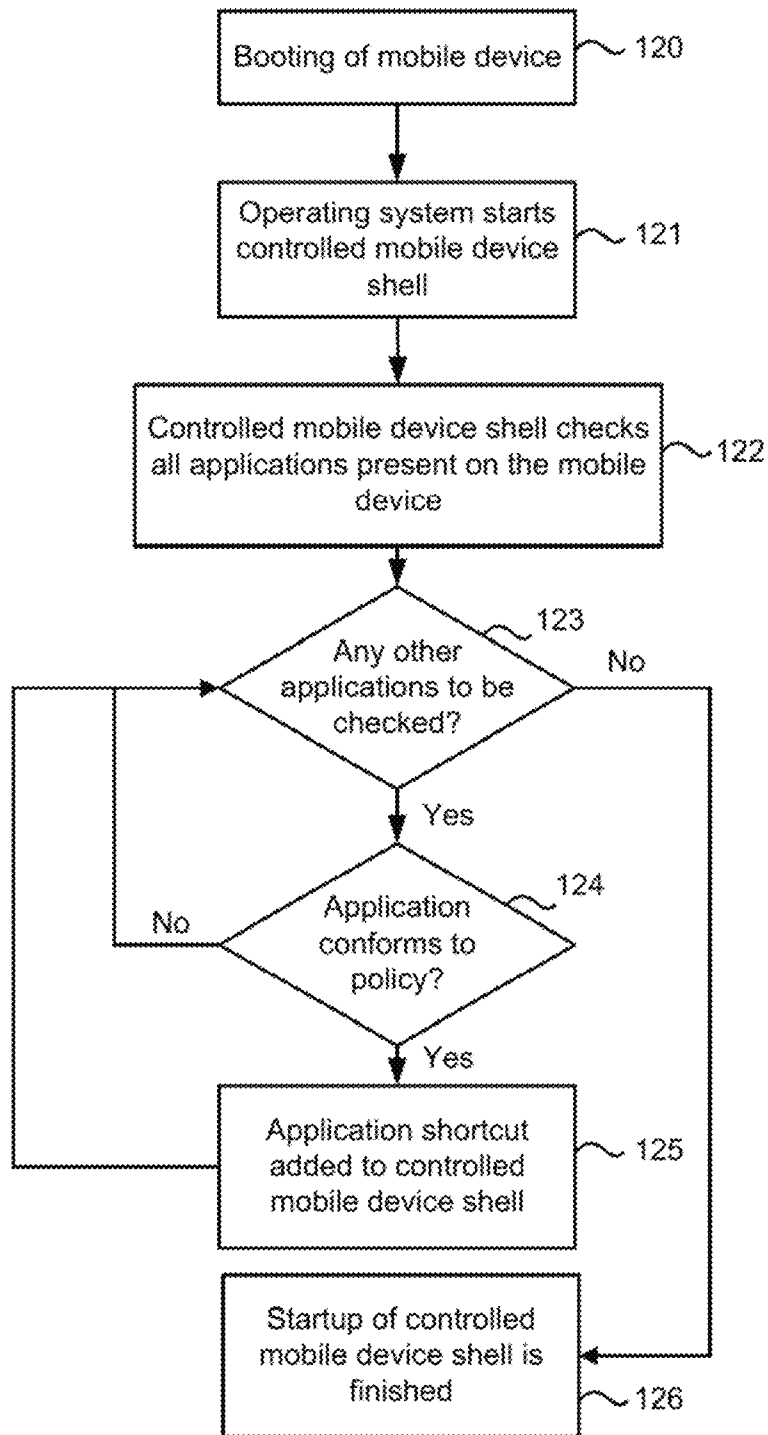 Booting of mobile device
120
Operating system starts
controlled mobile device
shell
121
Controlled mobile device shell checks
all applications present on the mobile
device
122
123
Any other
applications to be
checked?
No
Yes
124
Application
conforms to
policy?
No
Yes
Application shortcut
added to controlled
mobile device shell
125
Startup of controlled
mobile device shell is
finished
126